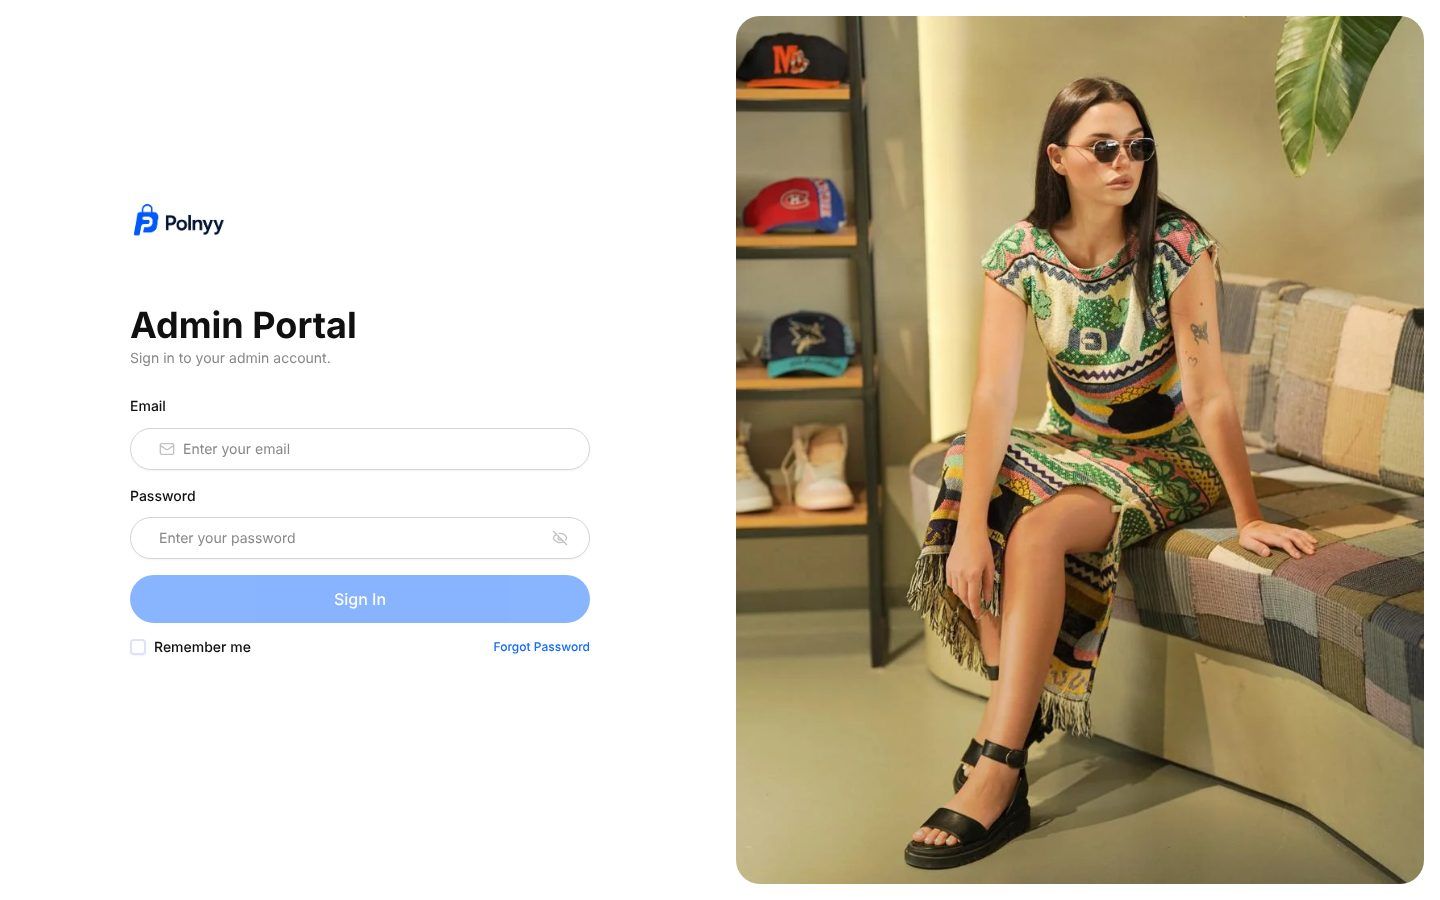 Polnyy
Admin Portal
Sign in to your admin account.
Email
Enter your email
Password
Enter your password
Sign In
Remember me
Forgot Password